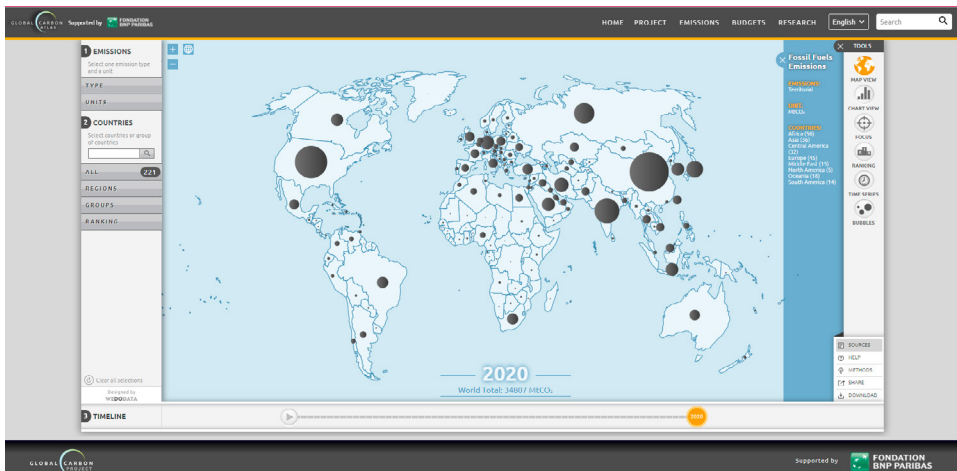 GLOBAL CARBON ATLAS
Supported by FONDATION BNP PARIBAS
HOME PROJECT EMISSIONS BUDGETS RESEARCH English Search
1 EMISSIONS
Select one emission type
and a unit
TYPE
UNITS
2 COUNTRIES
Select countries or group
of countries
ALL 221
REGIONS
GROUPS
RANKING
Clear all selections
Designed by
WEDODATA
Fossil Fuels
Emissions
EMISSIONS:
Territorial
UNIT:
MtCO₂
COUNTRIES:
Africa (56)
Asia (36)
Central America
(32)
Europe (35)
Middle East (15)
North America (5)
Oceania (18)
South America (14)
TOOLS
MAP VIEW
CHART VIEW
FOCUS
RANKING
TIME SERIES
BUBBLES
SOURCES
HELP
METHODS
SHARE
DOWNLOAD
2020
World Total: 34807 MtCO₂
3 TIMELINE
2020
GLOBAL CARBON PROJECT
Supported by FONDATION BNP PARIBAS